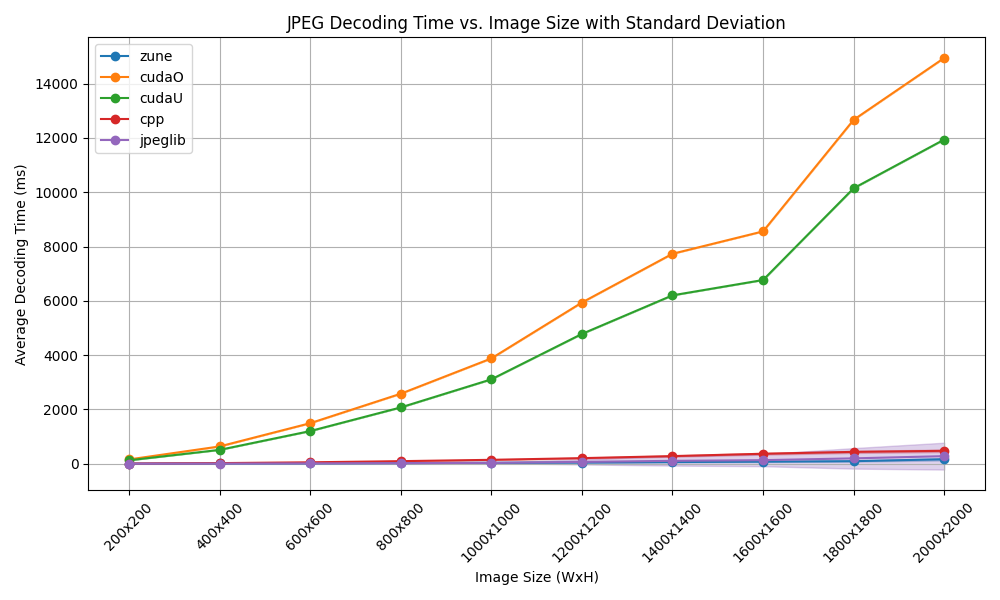 JPEG Decoding Time vs. Image Size with Standard Deviation
zune
cudaO
cudaU
cpp
jpeglib
Average Decoding Time (ms)
14000
12000
10000
8000
6000
4000
2000
0
200x200
400x400
600x600
800x800
1000x1000
1200x1200
1400x1400
1600x1600
1800x1800
2000x2000
Image Size (WxH)